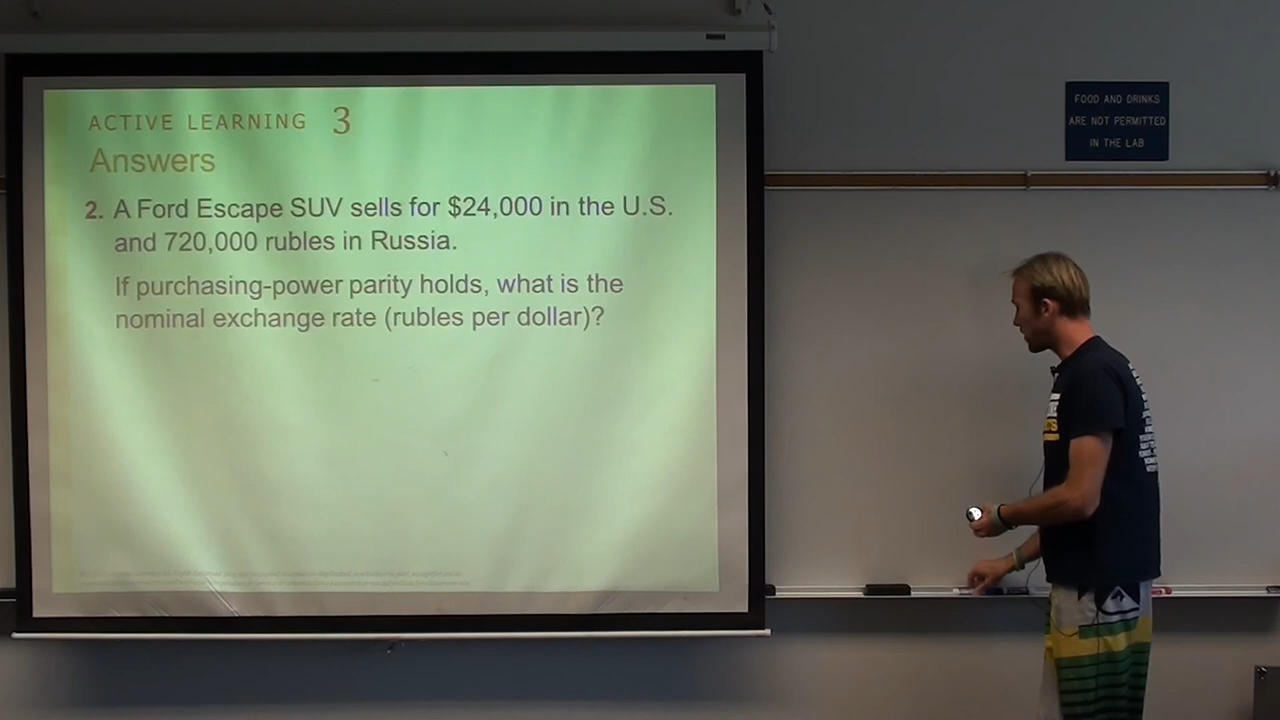 ACTIVE LEARNING 3
Answers
2. A Ford Escape SUV sells for $24,000 in the U.S.
and 720,000 rubles in Russia.
If purchasing-power parity holds, what is the
nominal exchange rate (rubles per dollar)?
FOOD AND DRINKS
ARE NOT PERMITTED
IN THE LAB